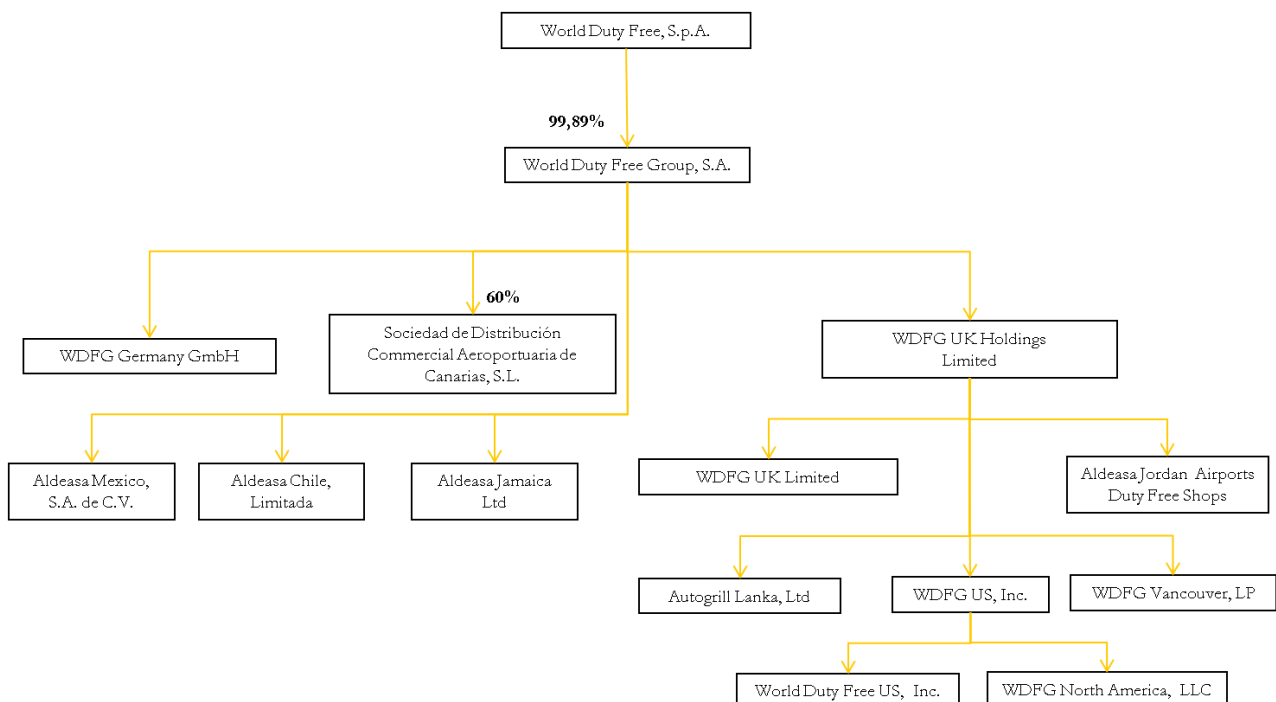 World Duty Free, S.p.A.
99,89%
World Duty Free Group, S.A.
60%
WDFG Germany GmbH
Sociedad de Distribución
Commercial Aeroportuaria de
Canarias, S.L.
WDFG UK Holdings
Limited
Aldeasa Mexico,
S.A. de C.V.
Aldeasa Chile,
Limitada
Aldeasa Jamaica
Ltd
WDFG UK Limited
Aldeasa Jordan Airports
Duty Free Shops
Autogrill Lanka, Ltd
WDFG US, Inc.
WDFG Vancouver, LP
World Duty Free US, Inc.
WDFG North America, LLC